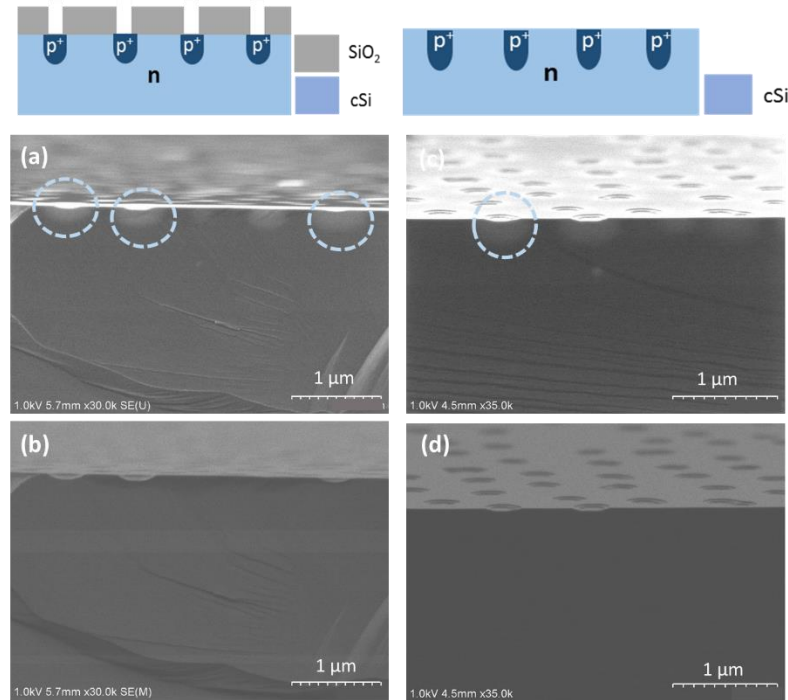 p⁺ p⁺ p⁺ p⁺
n
SiO₂
cSi
p⁺ p⁺ p⁺ p⁺
n
cSi
(a)
1 µm
1.0kV 5.7mm x30.0k SE(U)
(c)
1 µm
1.0kV 4.5mm x35.0k
(b)
1 µm
1.0kV 5.7mm x30.0k SE(M)
(d)
1 µm
1.0kV 4.5mm x35.0k